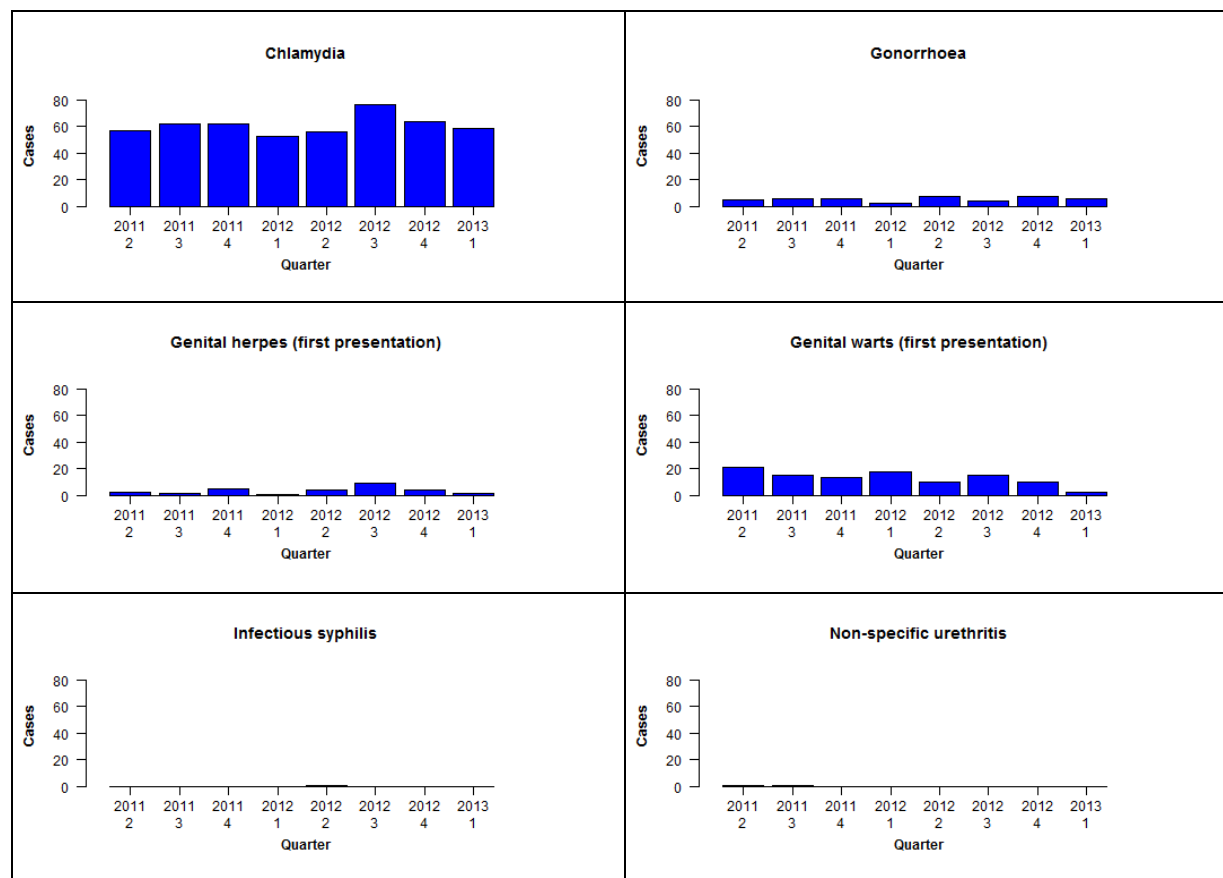 Chlamydia
Cases
80
60
40
20
0
2011 2011 2011 2012 2012 2012 2012 2013
2 3 4 1 2 3 4 1
Quarter
Gonorrhoea
Cases
80
60
40
20
0
2011 2011 2011 2012 2012 2012 2012 2013
2 3 4 1 2 3 4 1
Quarter
Genital herpes (first presentation)
Cases
80
60
40
20
0
2011 2011 2011 2012 2012 2012 2012 2013
2 3 4 1 2 3 4 1
Quarter
Genital warts (first presentation)
Cases
80
60
40
20
0
2011 2011 2011 2012 2012 2012 2012 2013
2 3 4 1 2 3 4 1
Quarter
Infectious syphilis
Cases
80
60
40
20
0
2011 2011 2011 2012 2012 2012 2012 2013
2 3 4 1 2 3 4 1
Quarter
Non-specific urethritis
Cases
80
60
40
20
0
2011 2011 2011 2012 2012 2012 2012 2013
2 3 4 1 2 3 4 1
Quarter